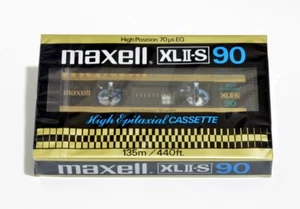 High Position 70μs EQ
maxell XLII-S 90
XLII-S
90
High Epitaxial CASSETTE
135m/440ft.
maxell XLII-S 90